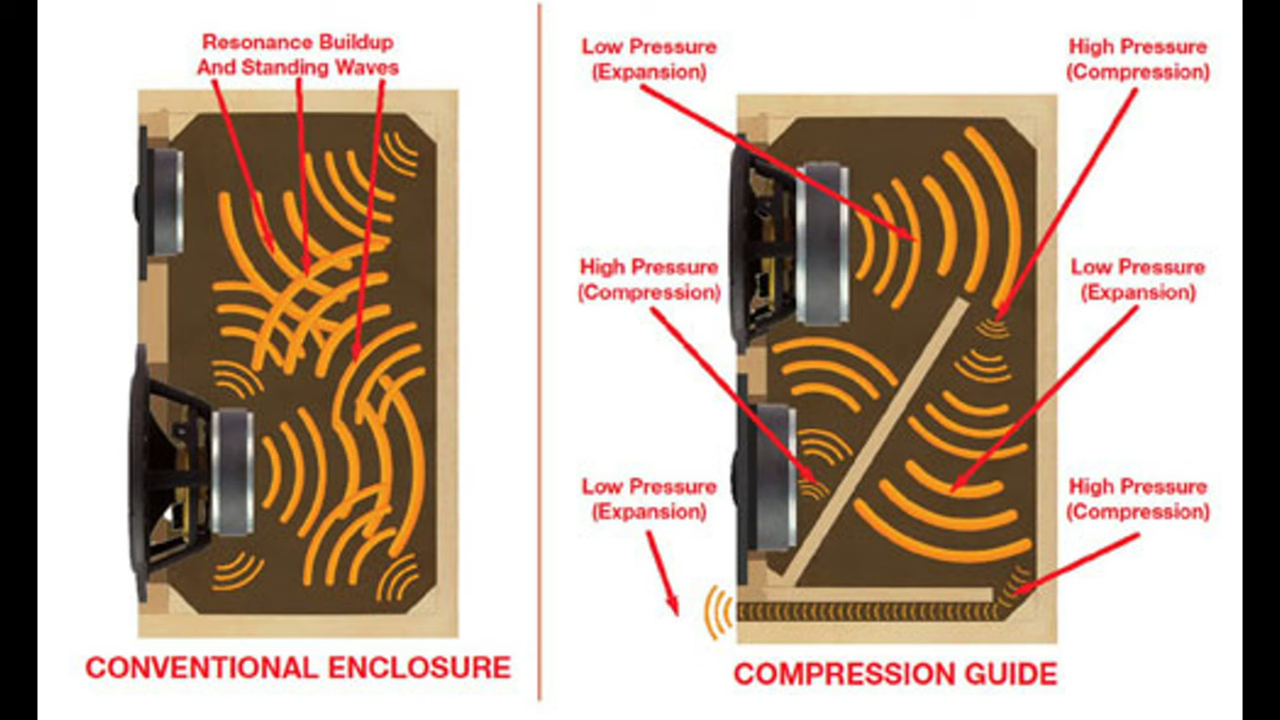 Resonance Buildup
And Standing Waves
CONVENTIONAL ENCLOSURE
Low Pressure
(Expansion)
High Pressure
(Compression)
High Pressure
(Compression)
Low Pressure
(Expansion)
Low Pressure
(Expansion)
High Pressure
(Compression)
COMPRESSION GUIDE